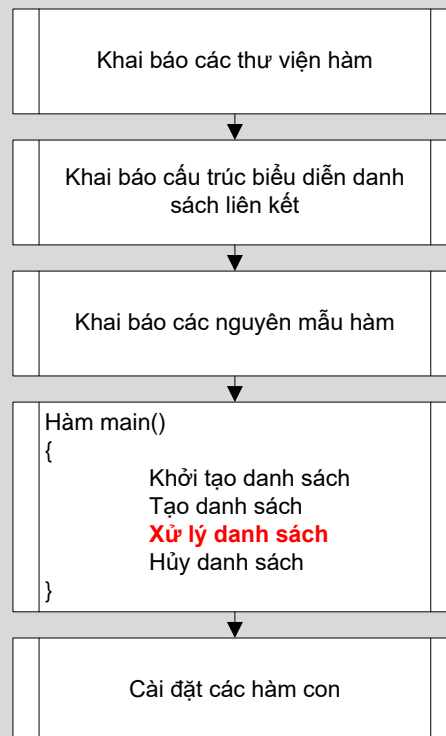 Khai báo các thư viện hàm
Khai báo cấu trúc biểu diễn danh
sách liên kết
Khai báo các nguyên mẫu hàm
Hàm main()
{
Khởi tạo danh sách
Tạo danh sách
Xử lý danh sách
Hủy danh sách
}
Cài đặt các hàm con